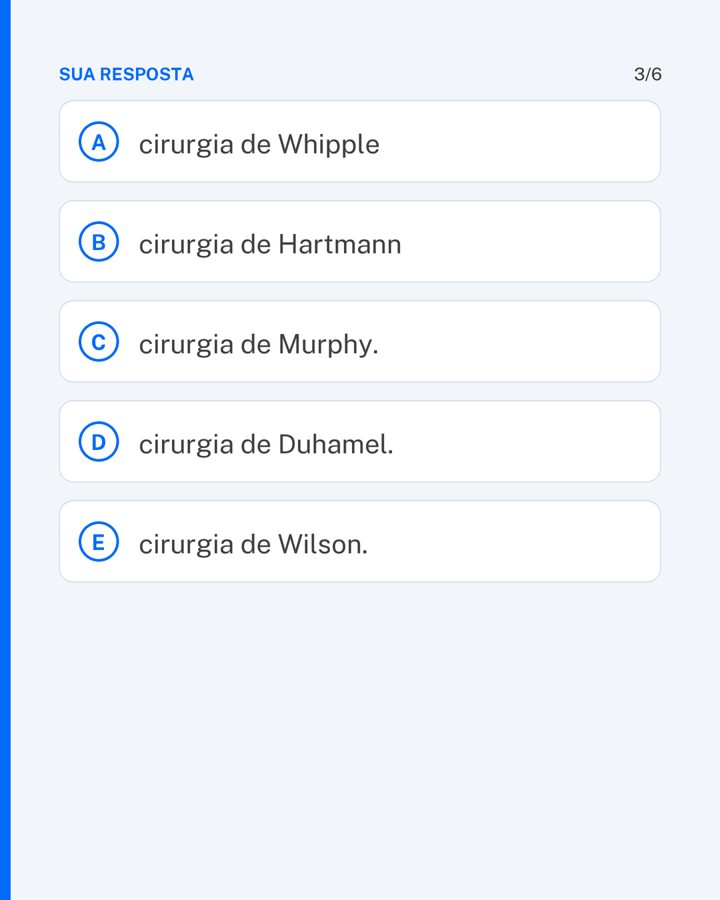 SUA RESPOSTA 3/6
A cirurgia de Whipple
B cirurgia de Hartmann
C cirurgia de Murphy.
D cirurgia de Duhamel.
E cirurgia de Wilson.